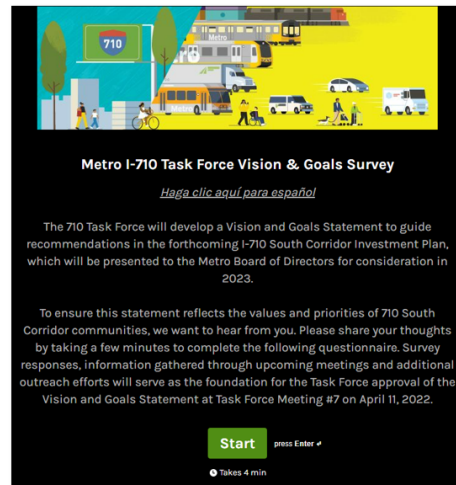 710
Metro
Metro
Metro I-710 Task Force Vision & Goals Survey
Haga clic aquí para español
The 710 Task Force will develop a Vision and Goals Statement to guide
recommendations in the forthcoming I-710 South Corridor Investment Plan,
which will be presented to the Metro Board of Directors for consideration in
2023.
To ensure this statement reflects the values and priorities of 710 South
Corridor communities, we want to hear from you. Please share your thoughts
by taking a few minutes to complete the following questionnaire. Survey
responses, information gathered through upcoming meetings and additional
outreach efforts will serve as the foundation for the Task Force approval of the
Vision and Goals Statement at Task Force Meeting #7 on April 11, 2022.
Start press Enter ↵
Takes 4 min